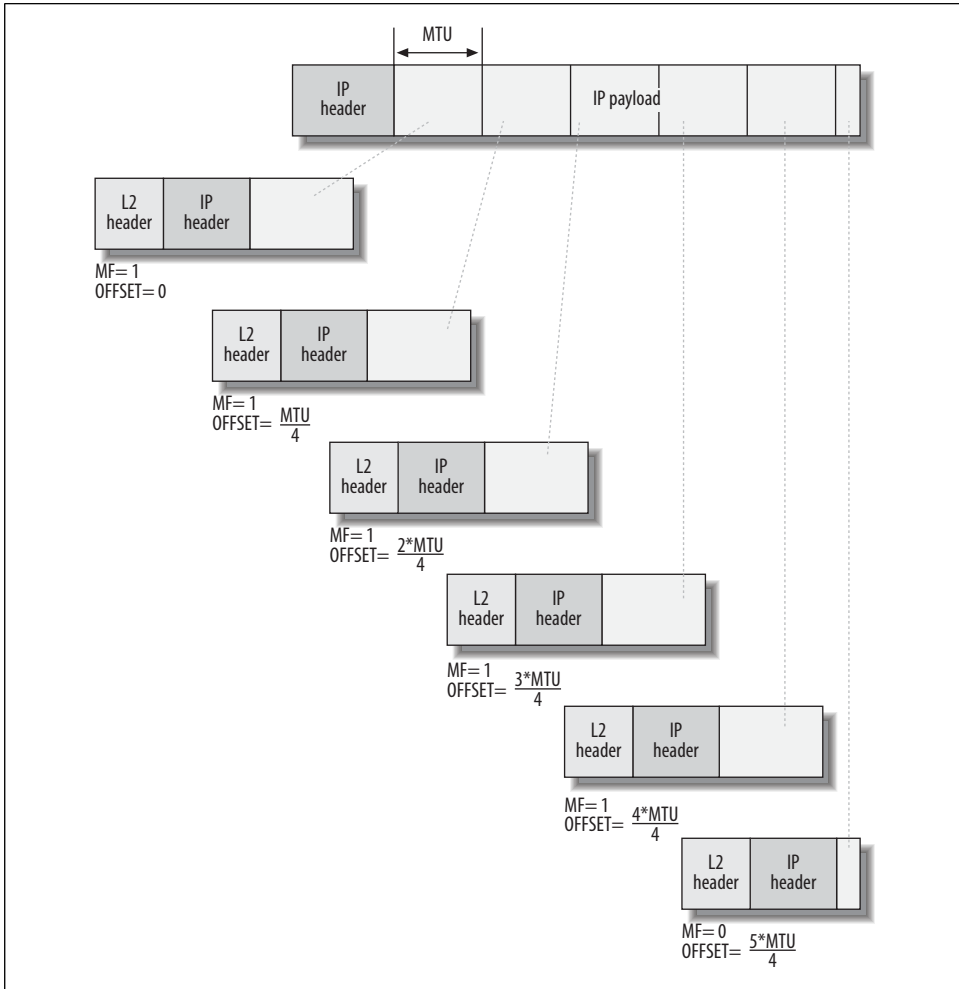 MTU
IP
header
IP payload
L2
header
IP
header
MF= 1
OFFSET= 0
L2
header
IP
header
MF= 1
OFFSET= MTU
4
L2
header
IP
header
MF= 1
OFFSET= 2*MTU
4
L2
header
IP
header
MF= 1
OFFSET= 3*MTU
4
L2
header
IP
header
MF= 1
OFFSET= 4*MTU
4
L2
header
IP
header
MF= 0
OFFSET= 5*MTU
4